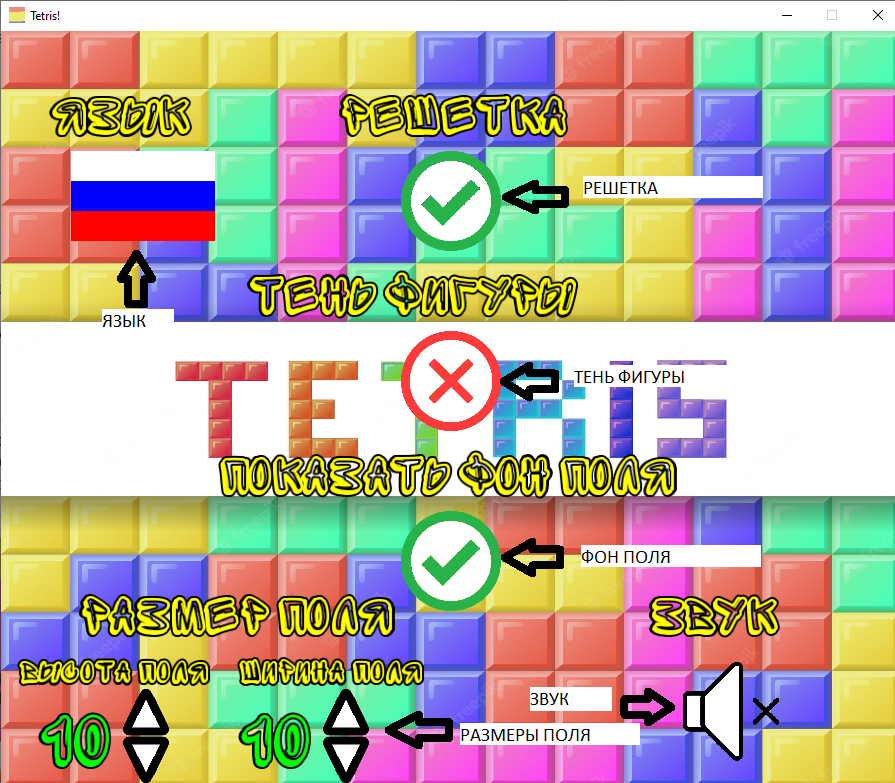 Tetris!
ЯЗЫК
РЕШЕТКА
РЕШЕТКА
ТЕНЬ ФИГУРЫ
ЯЗЫК
TETRIS
ТЕНЬ ФИГУРЫ
ПОКАЗАТЬ ФОН ПОЛЯ
ФОН ПОЛЯ
РАЗМЕР ПОЛЯ
ЗВУК
ВЫСОТА ПОЛЯ
ШИРИНА ПОЛЯ
ЗВУК
10
10
РАЗМЕРЫ ПОЛЯ